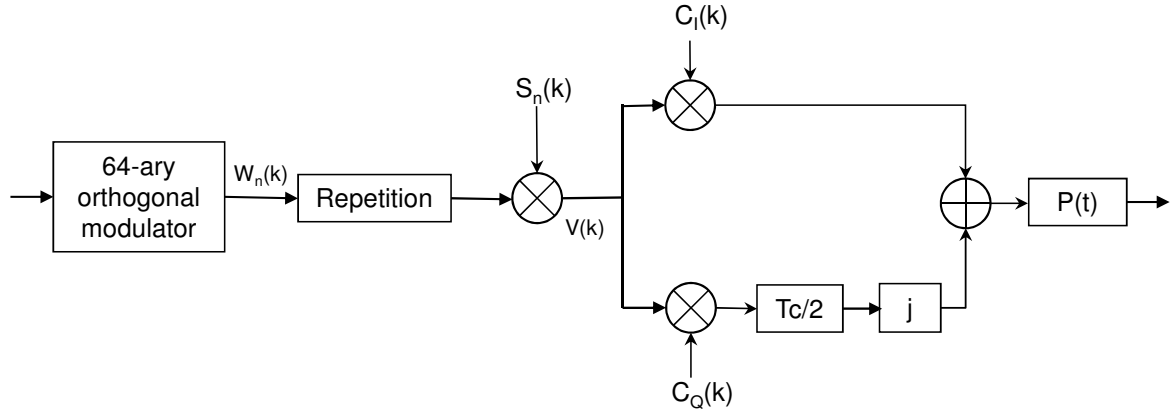 C_I(k)
S_n(k)
64-ary
orthogonal
modulator
W_n(k)
Repetition
V(k)
P(t)
Tc/2
j
C_Q(k)